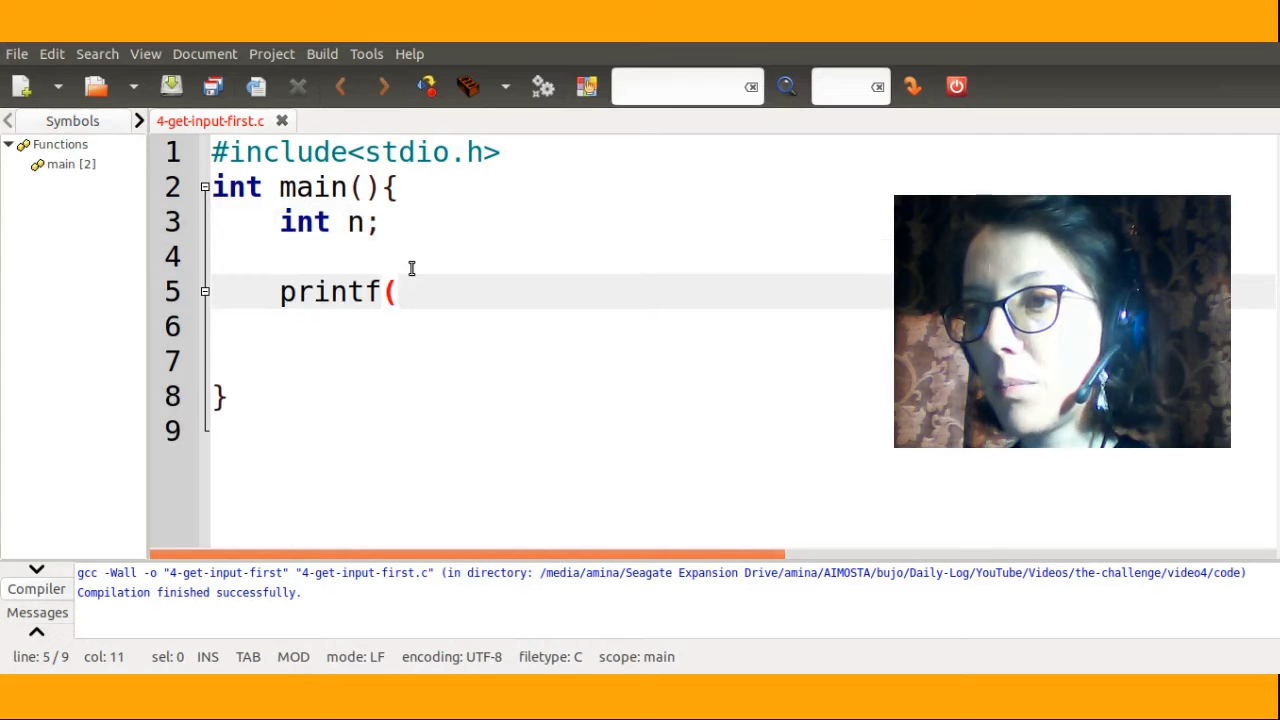 File Edit Search View Document Project Build Tools Help
Symbols
4-get-input-first.c
Functions
main [2]
1 #include<stdio.h>
2 int main(){
3 int n;
4
5 printf(
6
7
8 }
9
Compiler
Messages
gcc -Wall -o "4-get-input-first" "4-get-input-first.c" (in directory: /media/amina/Seagate Expansion Drive/amina/AIMOSTA/bujo/Daily-Log/YouTube/Videos/the-challenge/video4/code)
Compilation finished successfully.
line: 5 / 9 col: 11 sel: 0 INS TAB MOD mode: LF encoding: UTF-8 filetype: C scope: main